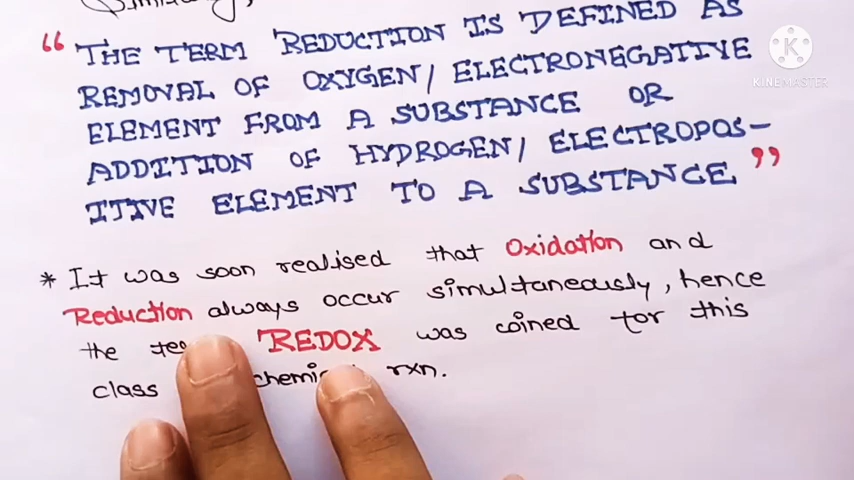 Similarly,
“ THE TERM REDUCTION IS DEFINED AS
REMOVAL OF OXYGEN/ ELECTRONEGATIVE
ELEMENT FROM A SUBSTANCE OR
ADDITION OF HYDROGEN/ ELECTROPOS-
ITIVE ELEMENT TO A SUBSTANCE ”
* It was soon realised that Oxidation and
Reduction always occur simultaneously, hence
the REDOX was coined for this
class rxn.
KINEMASTER